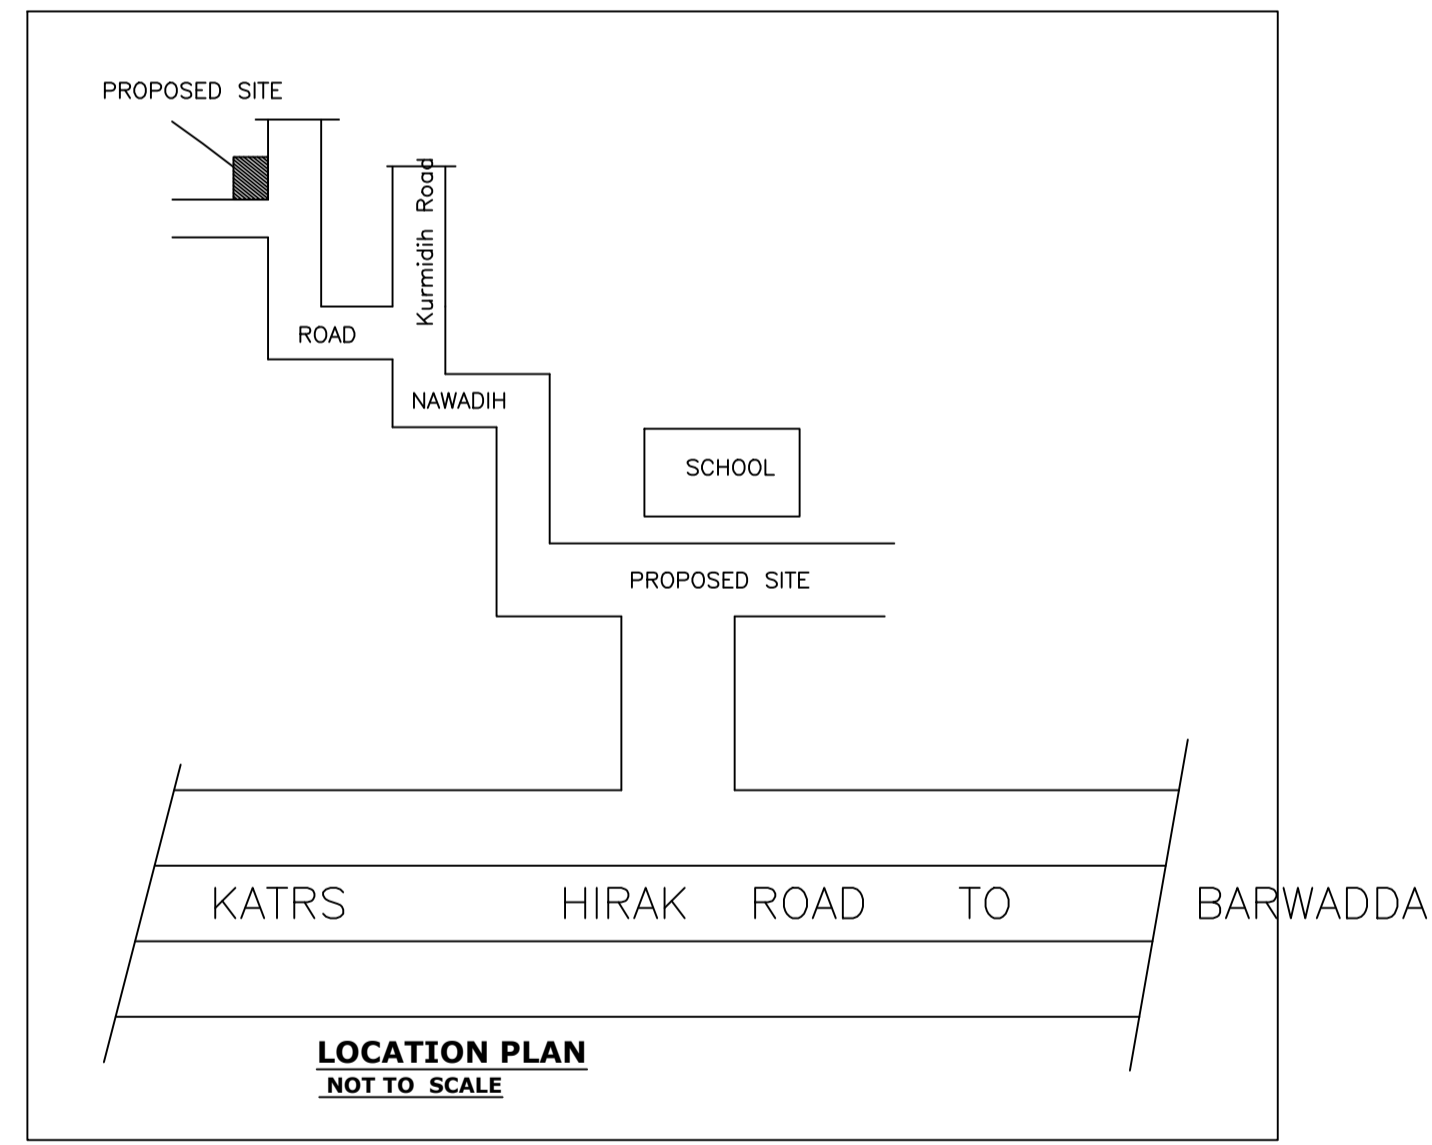 PROPOSED SITE
Kurmidih Road
ROAD
NAWADIH
SCHOOL
PROPOSED SITE
KATRS HIRAK ROAD TO BARWADDA
LOCATION PLAN
NOT TO SCALE